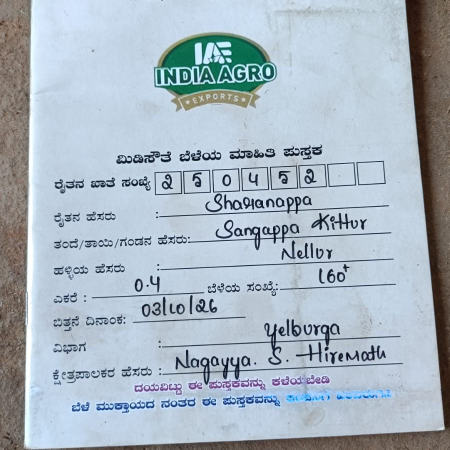 IAE
INDIA AGRO
EXPORTS
ಮಿಡಿಸೌತೆ ಬೆಳೆಯ ಮಾಹಿತಿ ಪುಸ್ತಕ
ರೈತನ ಖಾತೆ ಸಂಖ್ಯೆ 2 5 0 4 5 2
ರೈತನ ಹೆಸರು : Sharanappa
ತಂದೆ/ತಾಯಿ/ಗಂಡನ ಹೆಸರು: Sangappa Kittur
ಹಳ್ಳಿಯ ಹೆಸರು : Nellur
ಎಕರೆ : 0.4 ಬೆಳೆಯ ಸಂಖ್ಯೆ: 160+
ಬಿತ್ತನೆ ದಿನಾಂಕ: 03/10/26
ವಿಭಾಗ : Yelburga
ಕ್ಷೇತ್ರಪಾಲಕರ ಹೆಸರು : Nagayya. S. Hiremath
ದಯವಿಟ್ಟು ಈ ಪುಸ್ತಕವನ್ನು ಕಳೆಯಬೇಡಿ
ಬೆಳೆ ಮುಕ್ತಾಯದ ನಂತರ ಈ ಪುಸ್ತಕವನ್ನು